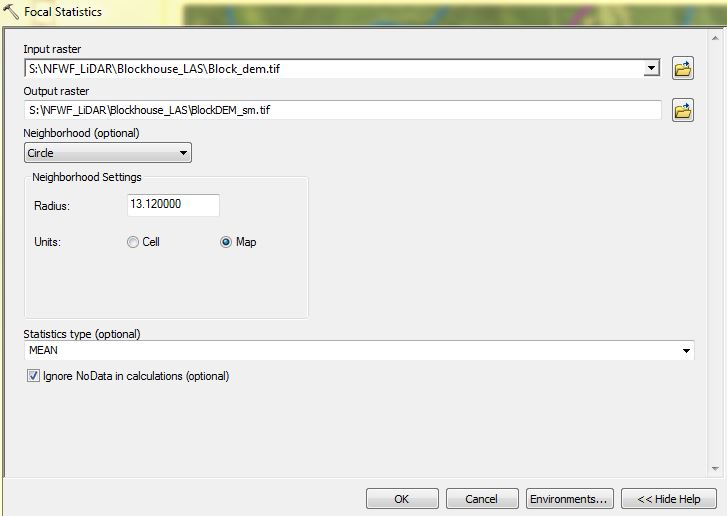 Focal Statistics
Input raster
S:\NFWF_LiDAR\Blockhouse_LAS\Block_dem.tif
Output raster
S:\NFWF_LiDAR\Blockhouse_LAS\BlockDEM_sm.tif
Neighborhood (optional)
Circle
Neighborhood Settings
Radius: 13.120000
Units: Cell Map
Statistics type (optional)
MEAN
Ignore NoData in calculations (optional)
OK Cancel Environments... << Hide Help